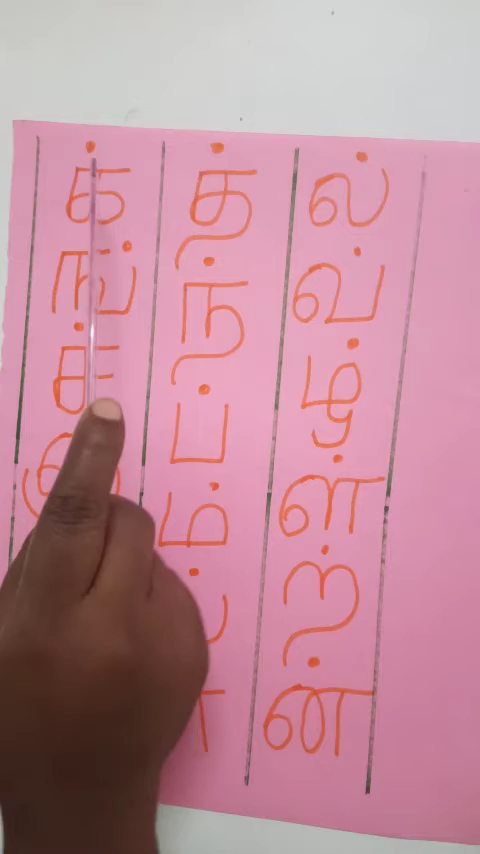 க்
ங்
ச்
த்
ந்
ப்
ம்
ல்
வ்
ழ்
ள்
ற்
ன்